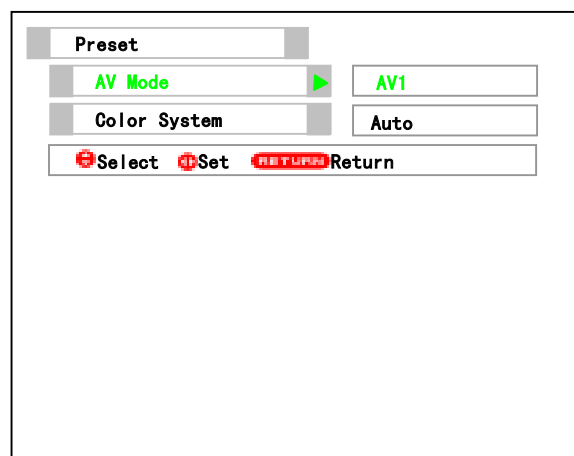 Preset
AV Mode AV1
Color System Auto
Select Set RETURN Return